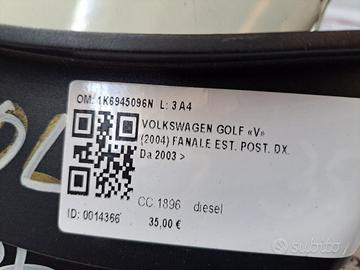 OM: 1K6945096N L: 3 A4
VOLKSWAGEN GOLF «V»
(2004) FANALE EST. POST. DX.
Da 2003 >
CC 1896 diesel
ID: 0014366 35,00 €
subito